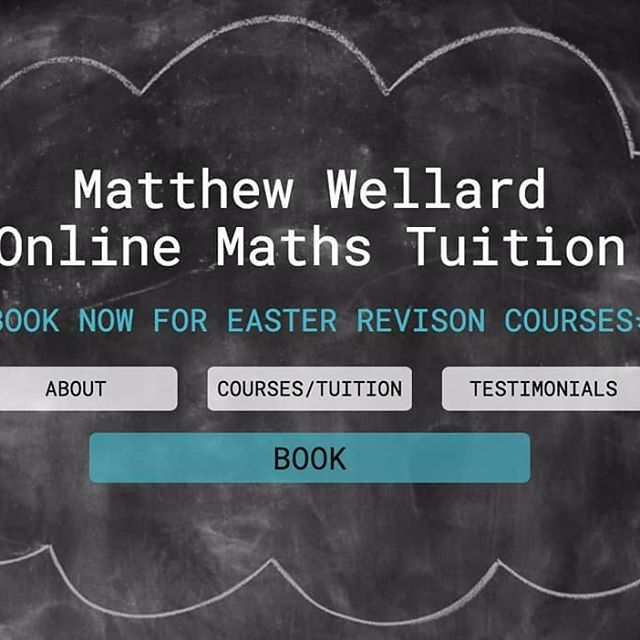 Matthew Wellard
Online Maths Tuition
BOOK NOW FOR EASTER REVISON COURSES*
ABOUT
COURSES/TUITION
TESTIMONIALS
BOOK